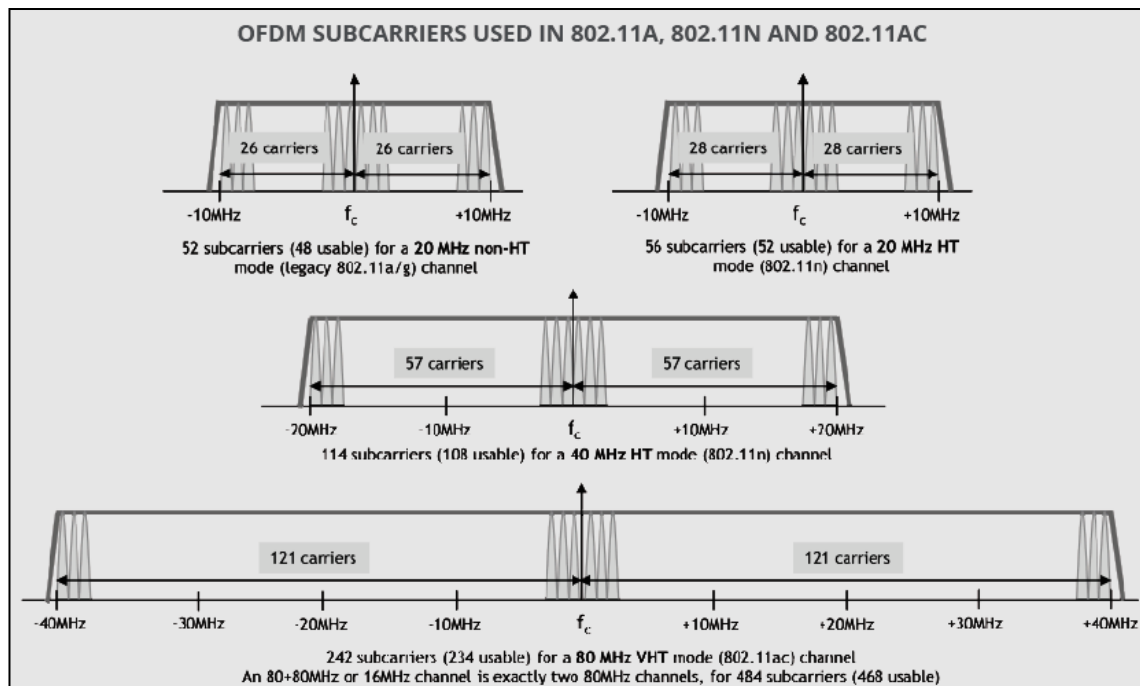 OFDM SUBCARRIERS USED IN 802.11A, 802.11N AND 802.11AC
26 carriers 26 carriers
-10MHz fc +10MHz
52 subcarriers (48 usable) for a 20 MHz non-HT
mode (legacy 802.11a/g) channel
28 carriers 28 carriers
-10MHz fc +10MHz
56 subcarriers (52 usable) for a 20 MHz HT
mode (802.11n) channel
57 carriers 57 carriers
-20MHz -10MHz fc +10MHz +20MHz
114 subcarriers (108 usable) for a 40 MHz HT mode (802.11n) channel
121 carriers 121 carriers
-40MHz -30MHz -20MHz -10MHz fc +10MHz +20MHz +30MHz +40MHz
242 subcarriers (234 usable) for a 80 MHz VHT mode (802.11ac) channel
An 80+80MHz or 16MHz channel is exactly two 80MHz channels, for 484 subcarriers (468 usable)